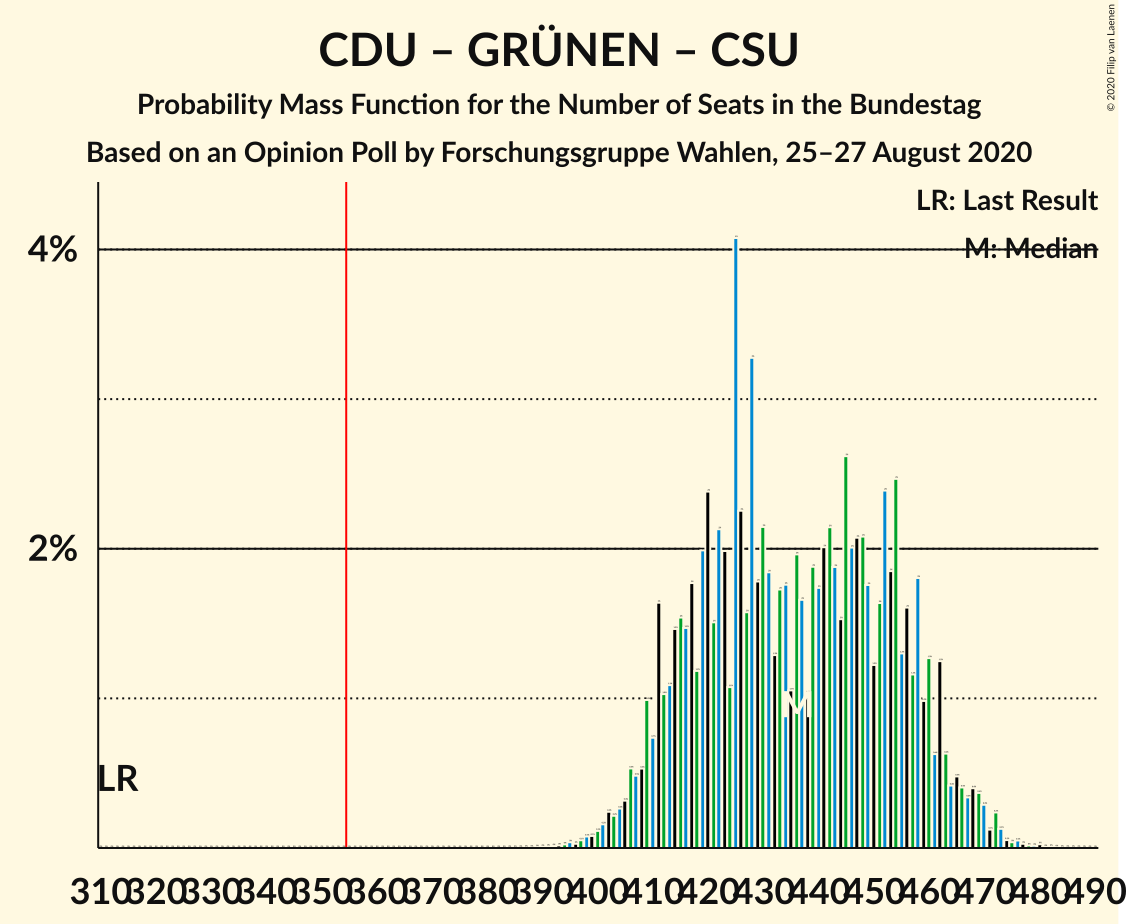 CDU – GRÜNEN – CSU
Probability Mass Function for the Number of Seats in the Bundestag
Based on an Opinion Poll by Forschungsgruppe Wahlen, 25–27 August 2020
© 2020 Filip van Laenen
LR: Last Result
M: Median
4%
2%
M
LR
310 320 330 340 350 360 370 380 390 400 410 420 430 440 450 460 470 480 490